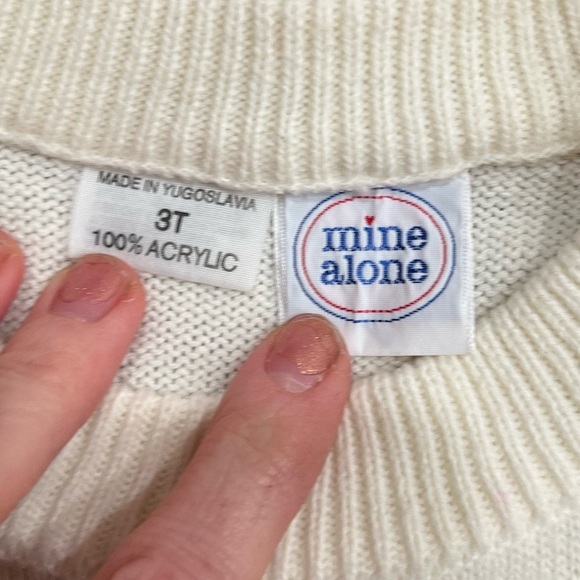 MADE IN YUGOSLAVIA
3T
100% ACRYLIC
mine
alone